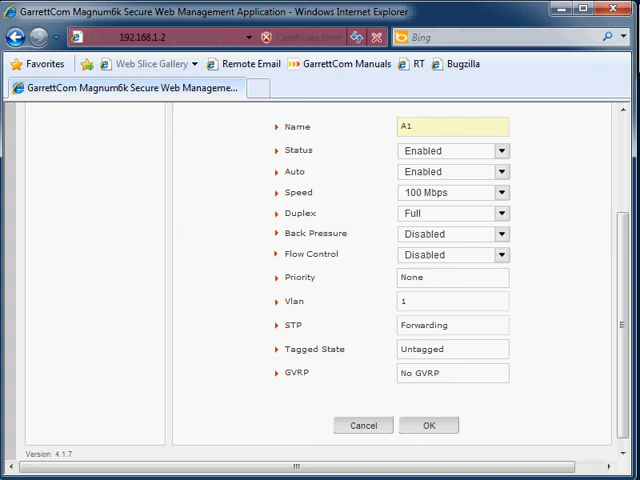 GarrettCom Magnum6k Secure Web Management Application - Windows Internet Explorer
192.168.1.2 Certificate Error Bing
Favorites Web Slice Gallery Remote Email GarrettCom Manuals RT Bugzilla
GarrettCom Magnum6k Secure Web Manageme...
Name A1
Status Enabled
Auto Enabled
Speed 100 Mbps
Duplex Full
Back Pressure Disabled
Flow Control Disabled
Priority None
Vlan 1
STP Forwarding
Tagged State Untagged
GVRP No GVRP
Cancel OK
Version: 4.1.7